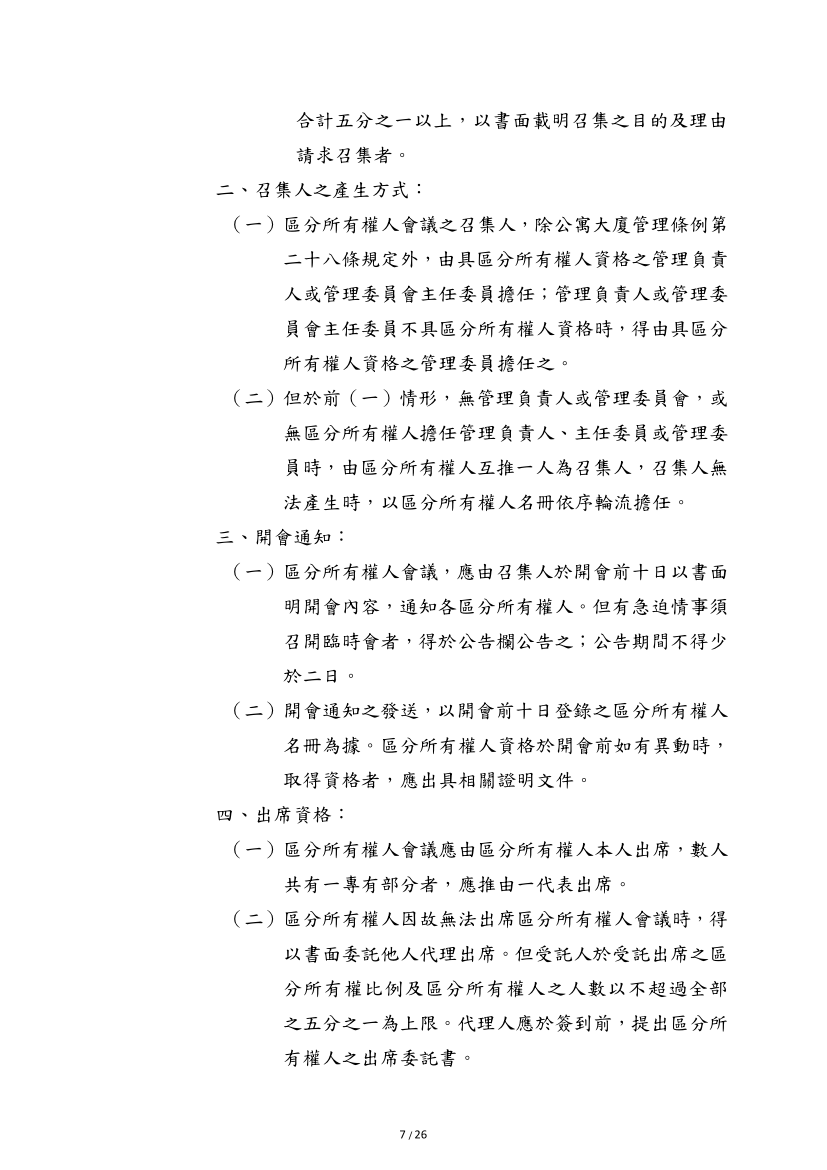 合計五分之一以上，以書面載明召集之目的及理由
請求召集者。
二、召集人之產生方式：
（一）區分所有權人會議之召集人，除公寓大廈管理條例第
二十八條規定外，由具區分所有權人資格之管理負責
人或管理委員會主任委員擔任；管理負責人或管理委
員會主任委員不具區分所有權人資格時，得由具區分
所有權人資格之管理委員擔任之。
（二）但於前（一）情形，無管理負責人或管理委員會，或
無區分所有權人擔任管理負責人、主任委員或管理委
員時，由區分所有權人互推一人為召集人，召集人無
法產生時，以區分所有權人名冊依序輪流擔任。
三、開會通知：
（一）區分所有權人會議，應由召集人於開會前十日以書面
明開會內容，通知各區分所有權人。但有急迫情事須
召開臨時會者，得於公告欄公告之；公告期間不得少
於二日。
（二）開會通知之發送，以開會前十日登錄之區分所有權人
名冊為據。區分所有權人資格於開會前如有異動時，
取得資格者，應出具相關證明文件。
四、出席資格：
（一）區分所有權人會議應由區分所有權人本人出席，數人
共有一專有部分者，應推由一代表出席。
（二）區分所有權人因故無法出席區分所有權人會議時，得
以書面委託他人代理出席。但受託人於受託出席之區
分所有權比例及區分所有權人之人數以不超過全部
之五分之一為上限。代理人應於簽到前，提出區分所
有權人之出席委託書。
7 / 26